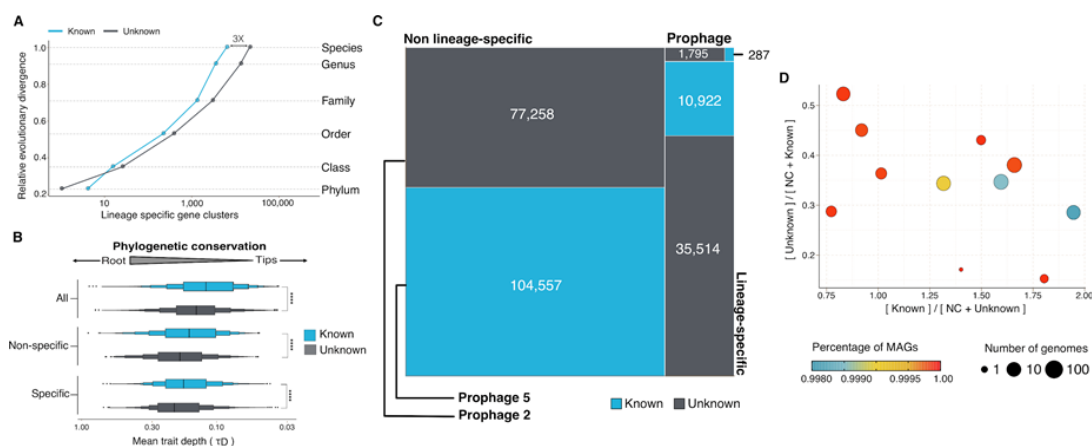 A
Known Unknown
3X
Relative evolutionary divergence
1.0
0.8
0.6
0.4
0.2
Species
Genus
Family
Order
Class
Phylum
10 1,000 100,000
Lineage specific gene clusters
B
Phylogenetic conservation
Root Tips
All
Non-specific
Specific
****
****
****
Known
Unknown
1.00 0.30 0.10 0.03
Mean trait depth ( τD )
C
Non lineage-specific
Prophage
1,795
287
77,258
10,922
104,557
35,514
Lineage-specific
Prophage 5
Prophage 2
Known Unknown
D
[ Unknown ] / [ NC + Known ]
0.5
0.4
0.3
0.2
0.75 1.00 1.25 1.50 1.75 2.00
[ Known ] / [ NC + Unknown ]
Percentage of MAGs
0.9980 0.9990 0.9995 1.00
Number of genomes
1 10 100